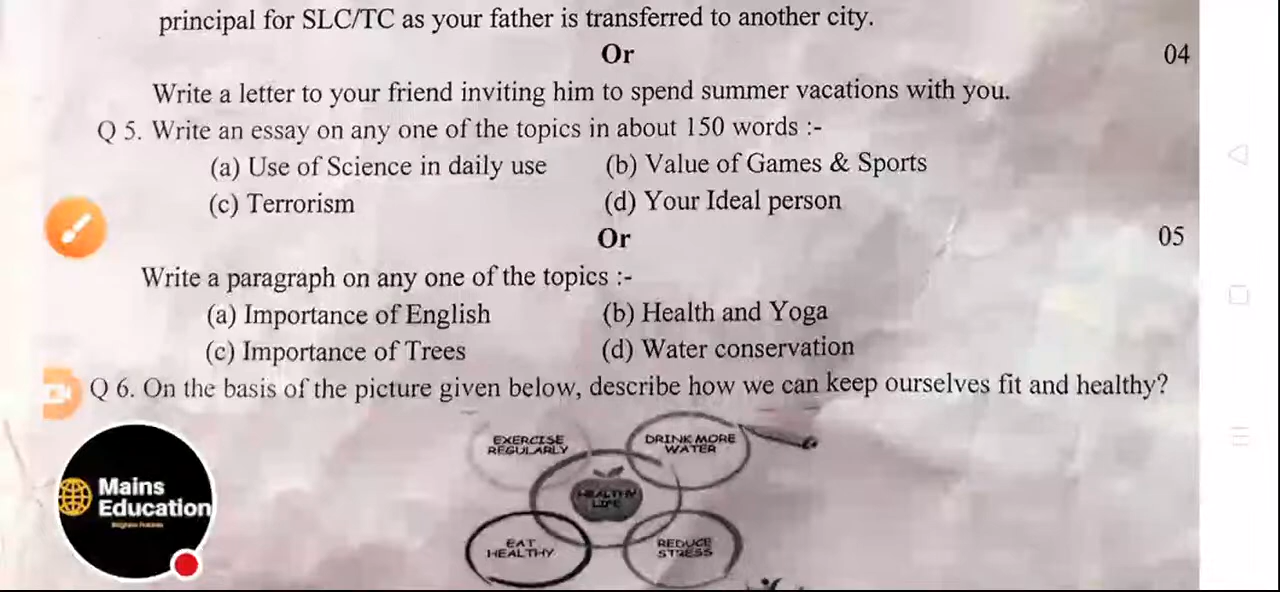 principal for SLC/TC as your father is transferred to another city.
Or
04
Write a letter to your friend inviting him to spend summer vacations with you.
Q 5. Write an essay on any one of the topics in about 150 words :-
(a) Use of Science in daily use (b) Value of Games & Sports
(c) Terrorism (d) Your Ideal person
Or
05
Write a paragraph on any one of the topics :-
(a) Importance of English (b) Health and Yoga
(c) Importance of Trees (d) Water conservation
Q 6. On the basis of the picture given below, describe how we can keep ourselves fit and healthy?
EXERCISE
REGULARLY
DRINK MORE
WATER
HEALTHY
LIFE
EAT
HEALTHY
REDUCE
STRESS
Mains
Education